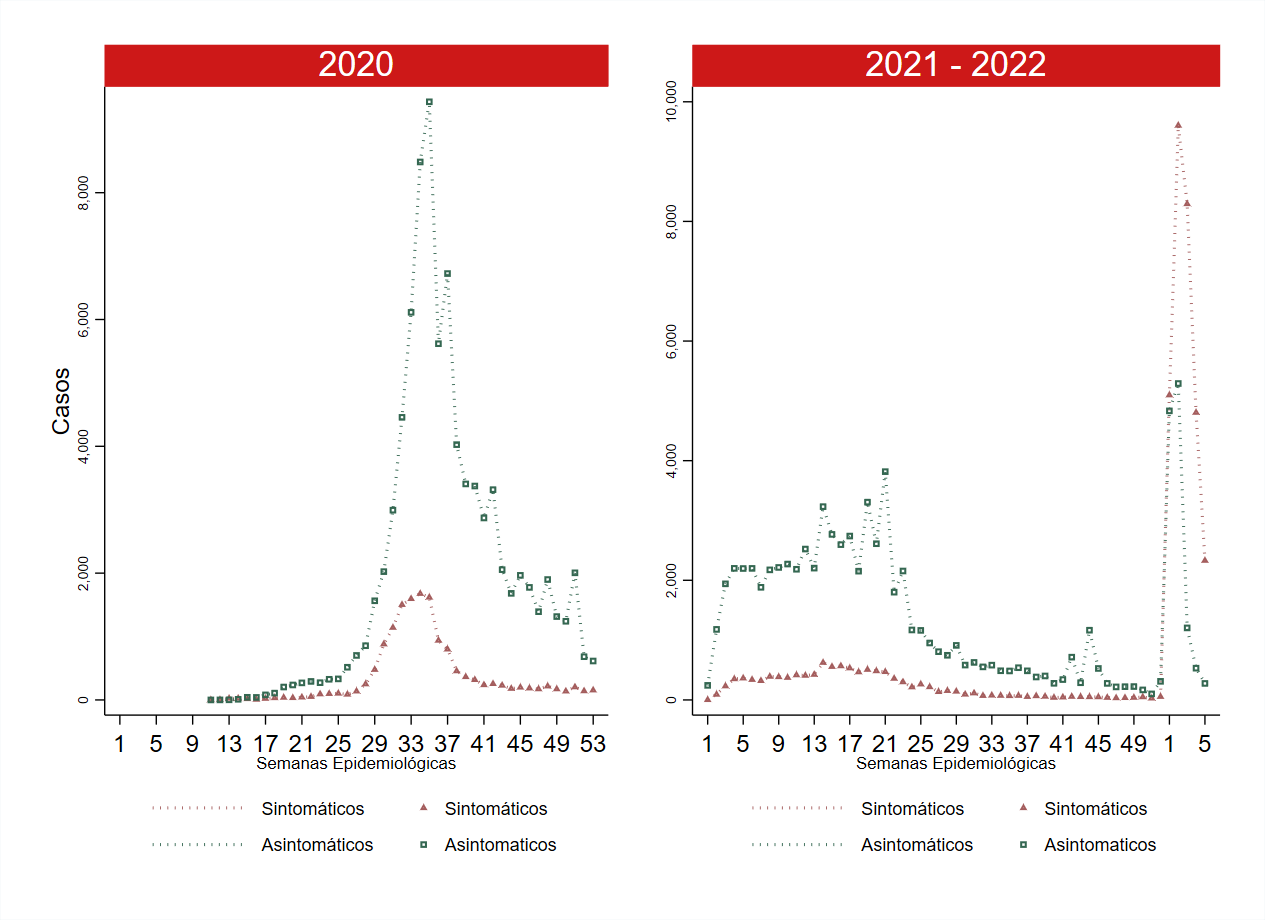 2020
2021 - 2022
Casos
0
2,000
4,000
6,000
8,000
0
2,000
4,000
6,000
8,000
10,000
1 5 9 13 17 21 25 29 33 37 41 45 49 53
1 5 9 13 17 21 25 29 33 37 41 45 49 1 5
Semanas Epidemiológicas
Semanas Epidemiológicas
Sintomáticos Sintomáticos
Asintomáticos Asintomaticos
Sintomáticos Sintomáticos
Asintomáticos Asintomaticos